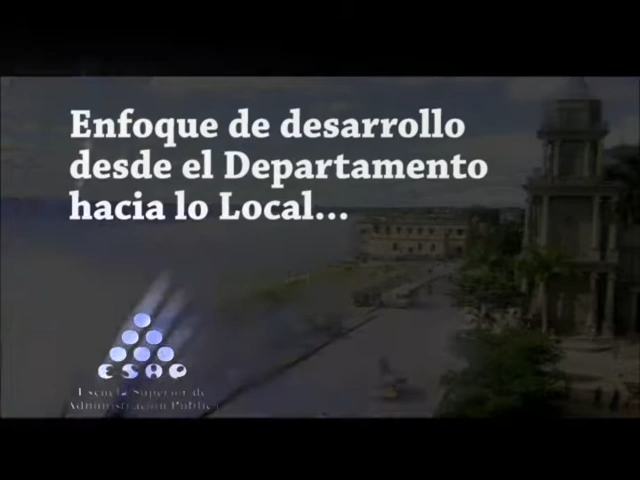 Enfoque de desarrollo
desde el Departamento
hacia lo Local...
ESAP
Escuela Superior de
Administración Pública